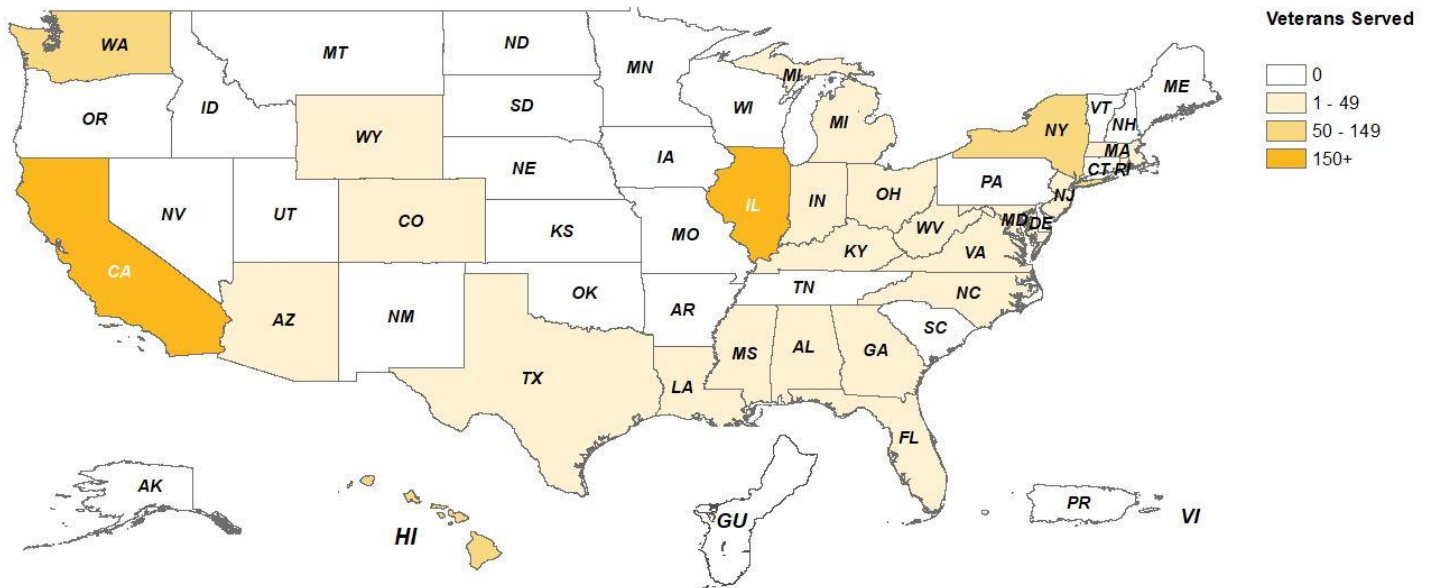 Veterans Served
0
1 - 49
50 - 149
150+
WA
MT
ND
MN
MI
ME
OR
ID
SD
WI
MI
VT
NH
NY
MA
WY
IA
CT RI
NE
PA
NV
UT
CO
IL
IN
OH
NJ
KS
MO
WV
MD
DE
CA
KY
VA
AZ
NM
OK
AR
TN
NC
SC
TX
MS
AL
GA
LA
FL
AK
HI
GU
PR
VI